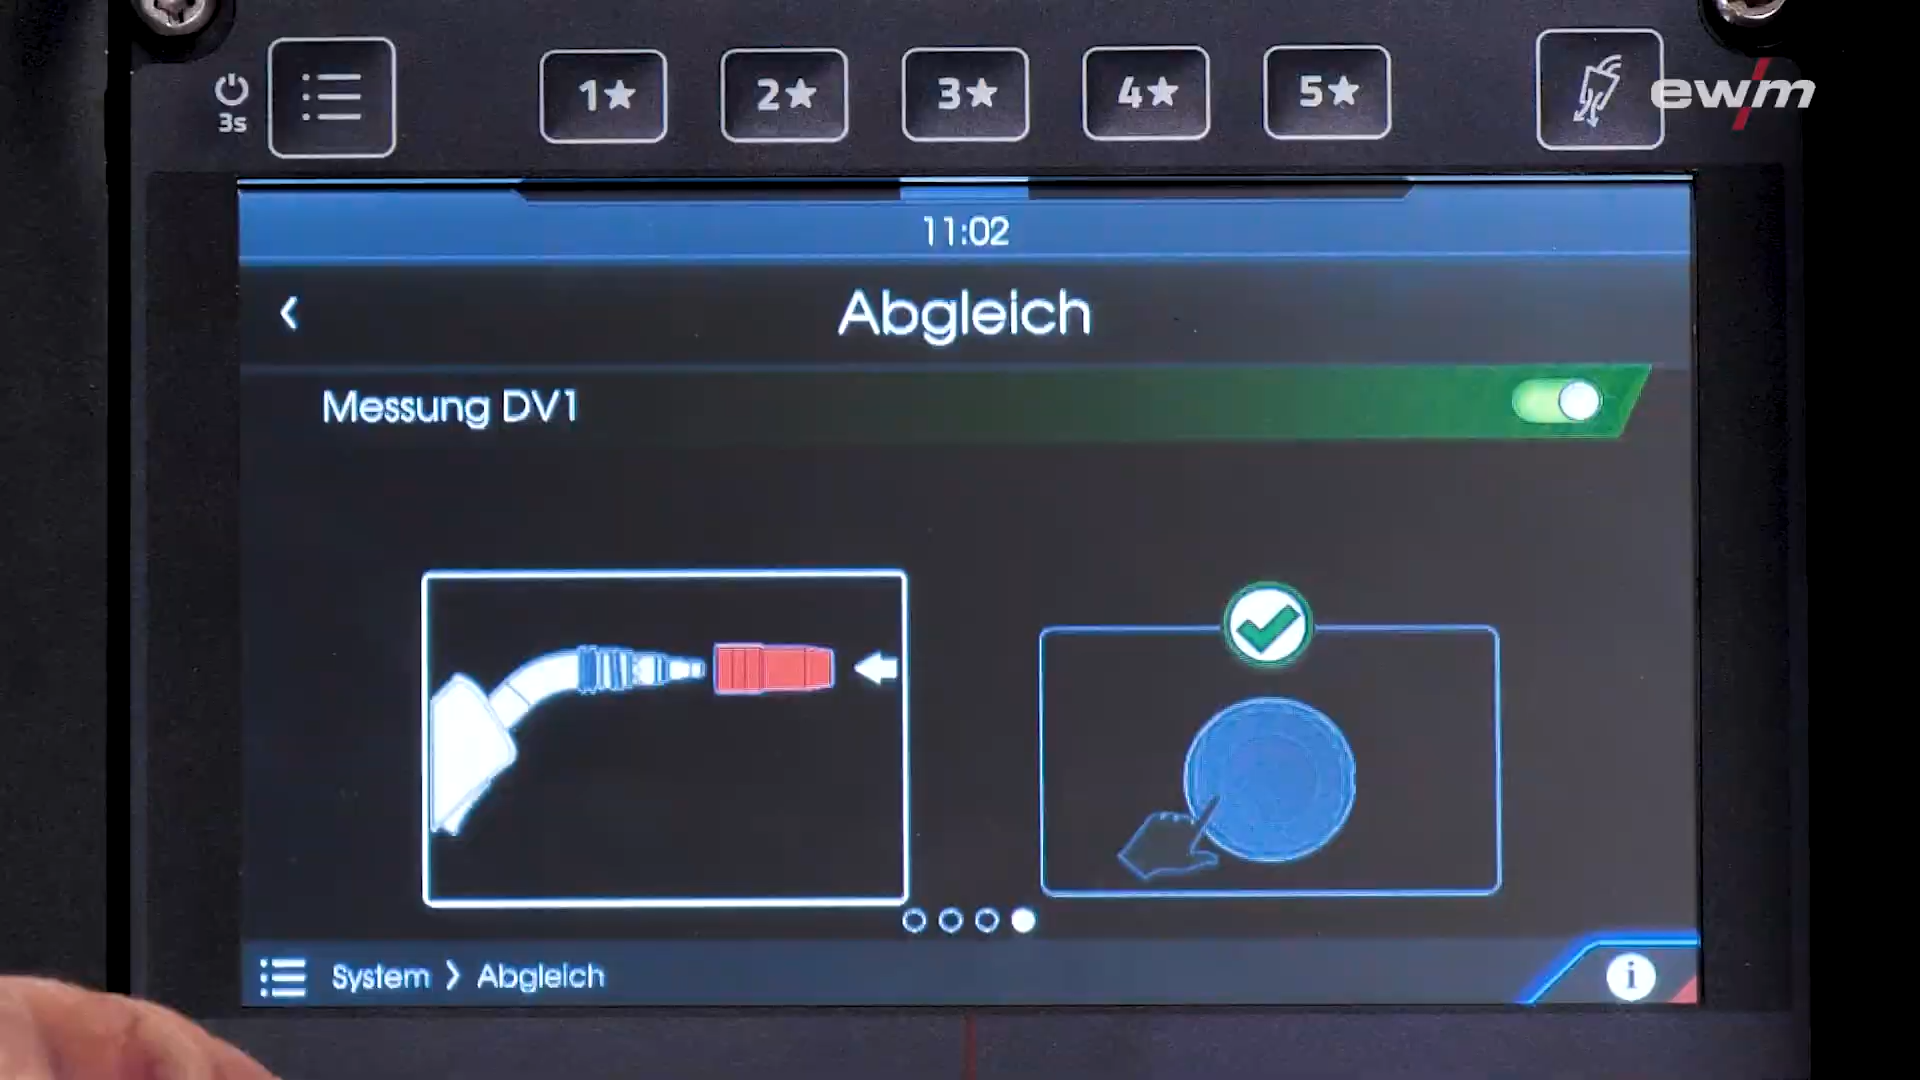 3s
1★
2★
3★
4★
5★
ewm
11:02
Abgleich
Messung DV1
System > Abgleich
i